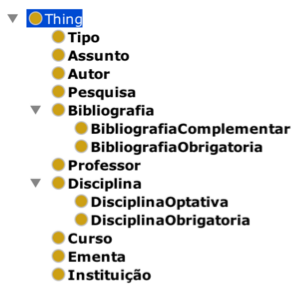 Thing
Tipo
Assunto
Autor
Pesquisa
Bibliografia
BibliografiaComplementar
BibliografiaObrigatoria
Professor
Disciplina
DisciplinaOptativa
DisciplinaObrigatoria
Curso
Ementa
Instituição